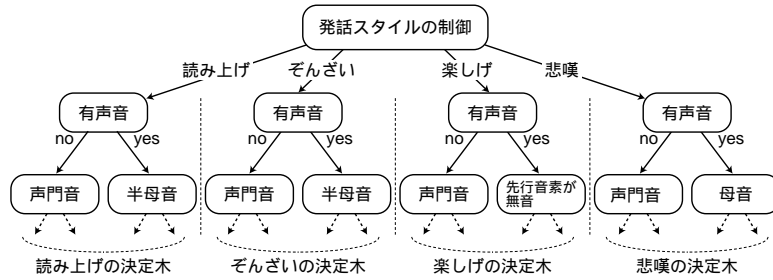 発話スタイルの制御
読み上げ ぞんざい 楽しげ 悲嘆
有声音 有声音 有声音 有声音
no yes no yes no yes no yes
声門音 半母音 声門音 半母音 声門音 先行音素が
無音 声門音 母音
読み上げの決定木 ぞんざいの決定木 楽しげの決定木 悲嘆の決定木